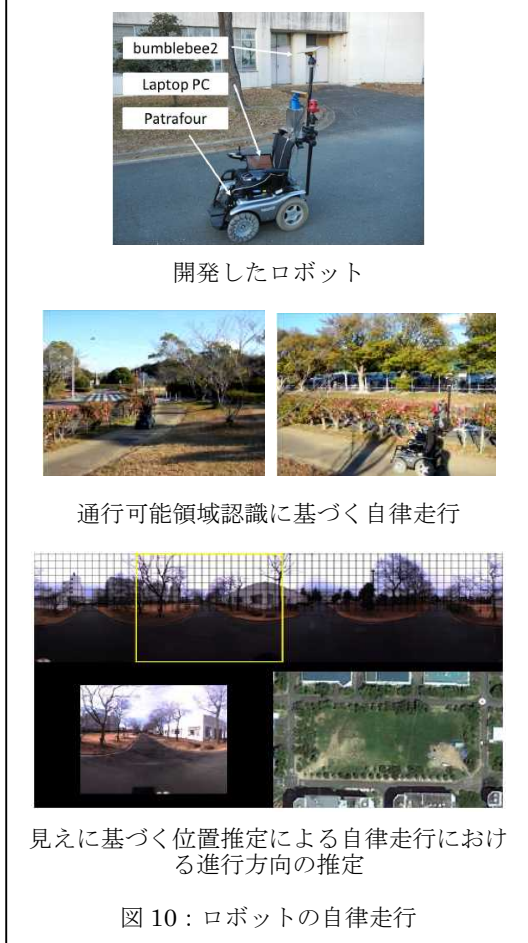 bumblebee2
Laptop PC
Patrafour
開発したロボット
通行可能領域認識に基づく自律走行
見えに基づく位置推定による自律走行におけ
る進行方向の推定
図 10：ロボットの自律走行